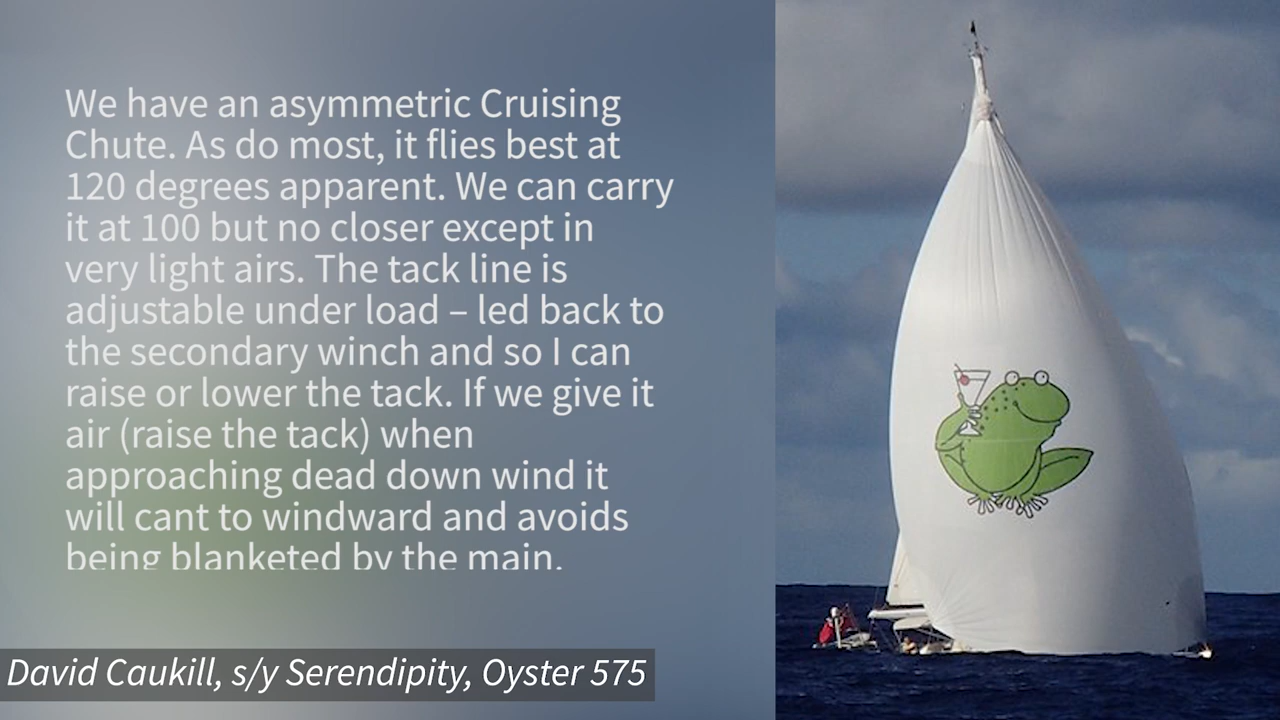 We have an asymmetric Cruising
Chute. As do most, it flies best at
120 degrees apparent. We can carry
it at 100 but no closer except in
very light airs. The tack line is
adjustable under load – led back to
the secondary winch and so I can
raise or lower the tack. If we give it
air (raise the tack) when
approaching dead down wind it
will cant to windward and avoids
being blanketed by the main.
David Caukill, s/y Serendipity, Oyster 575